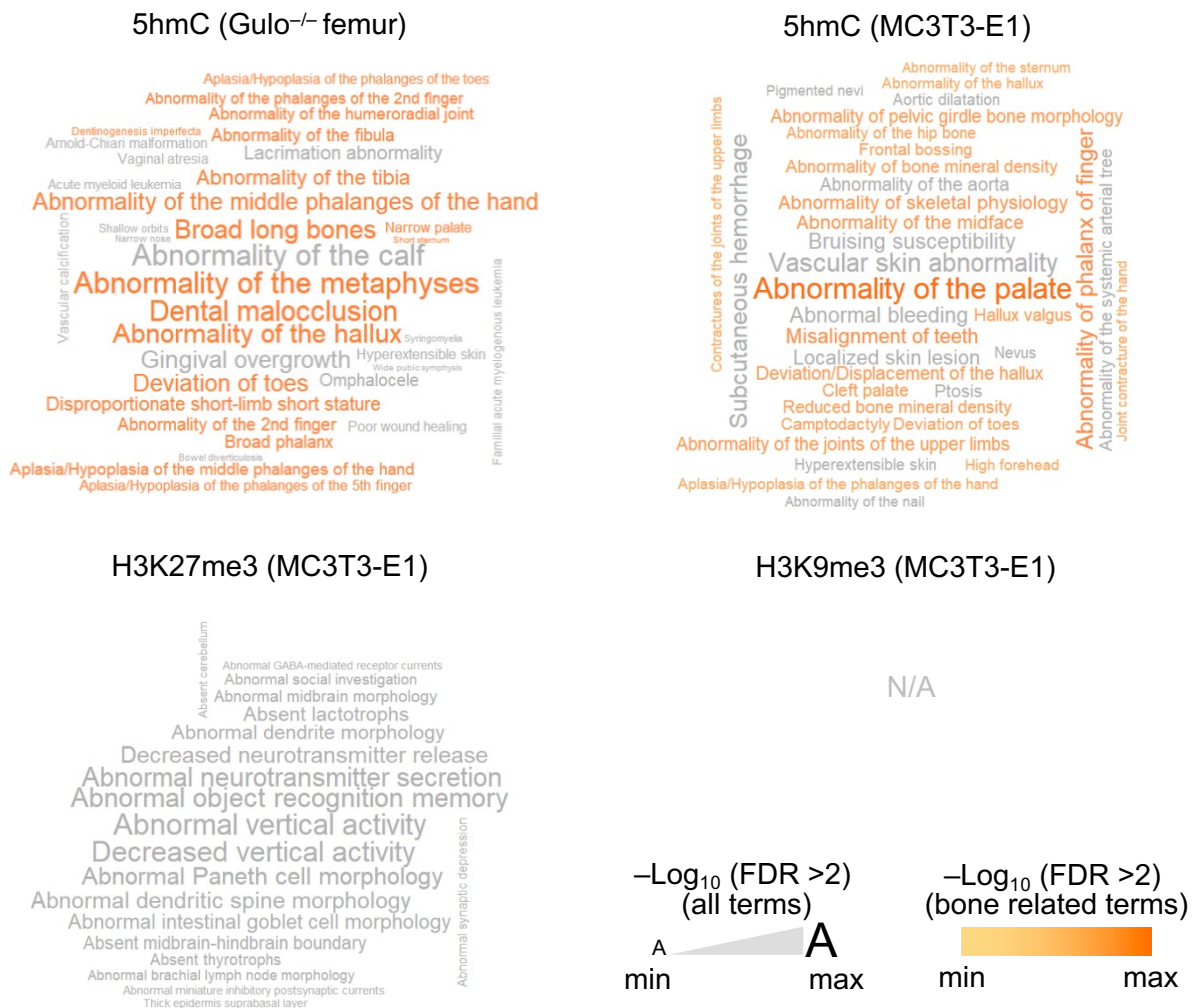 5hmC (Gulo–/– femur)
Aplasia/Hypoplasia of the phalanges of the toes
Abnormality of the phalanges of the 2nd finger
Abnormality of the humeroradial joint
Dentinogenesis imperfecta
Abnormality of the fibula
Arnold-Chiari malformation
Lacrimation abnormality
Vaginal atresia
Abnormality of the tibia
Acute myeloid leukemia
Abnormality of the middle phalanges of the hand
Vascular calcification
Shallow orbits
Broad long bones
Narrow palate
Narrow nose
Short sternum
Abnormality of the calf
Abnormality of the metaphyses
Dental malocclusion
Abnormality of the hallux
Syringomyelia
Gingival overgrowth
Hyperextensible skin
Wide pubic symphysis
Deviation of toes
Omphalocele
Familial acute myelogenous leukemia
Disproportionate short-limb short stature
Abnormality of the 2nd finger
Poor wound healing
Broad phalanx
Bowel diverticulosis
Aplasia/Hypoplasia of the middle phalanges of the hand
Aplasia/Hypoplasia of the phalanges of the 5th finger
5hmC (MC3T3-E1)
Abnormality of the sternum
Pigmented nevi
Abnormality of the hallux
Aortic dilatation
Abnormality of pelvic girdle bone morphology
Abnormality of the hip bone
Frontal bossing
Abnormality of bone mineral density
Abnormality of the aorta
Abnormality of skeletal physiology
Abnormality of the midface
Bruising susceptibility
Vascular skin abnormality
Abnormality of the palate
Contractures of the joints of the upper limbs
Subcutaneous hemorrhage
Abnormality of phalanx of finger
Abnormality of the systemic arterial tree
Joint contracture of the hand
Abnormal bleeding
Hallux valgus
Misalignment of teeth
Localized skin lesion
Nevus
Deviation/Displacement of the hallux
Cleft palate
Ptosis
Reduced bone mineral density
Camptodactyly
Deviation of toes
Abnormality of the joints of the upper limbs
Hyperextensible skin
High forehead
Aplasia/Hypoplasia of the phalanges of the hand
Abnormality of the nail
H3K27me3 (MC3T3-E1)
Absent cerebellum
Abnormal GABA-mediated receptor currents
Abnormal social investigation
Abnormal midbrain morphology
Absent lactotrophs
Abnormal dendrite morphology
Decreased neurotransmitter release
Abnormal neurotransmitter secretion
Abnormal object recognition memory
Abnormal vertical activity
Decreased vertical activity
Abnormal Paneth cell morphology
Abnormal dendritic spine morphology
Abnormal intestinal goblet cell morphology
Abnormal synaptic depression
Absent midbrain-hindbrain boundary
Absent thyrotrophs
Abnormal brachial lymph node morphology
Abnormal miniature inhibitory postsynaptic currents
Thick epidermis suprabasal layer
H3K9me3 (MC3T3-E1)
N/A
–Log10 (FDR >2)
(all terms)
A A
min max
–Log10 (FDR >2)
(bone related terms)
min max